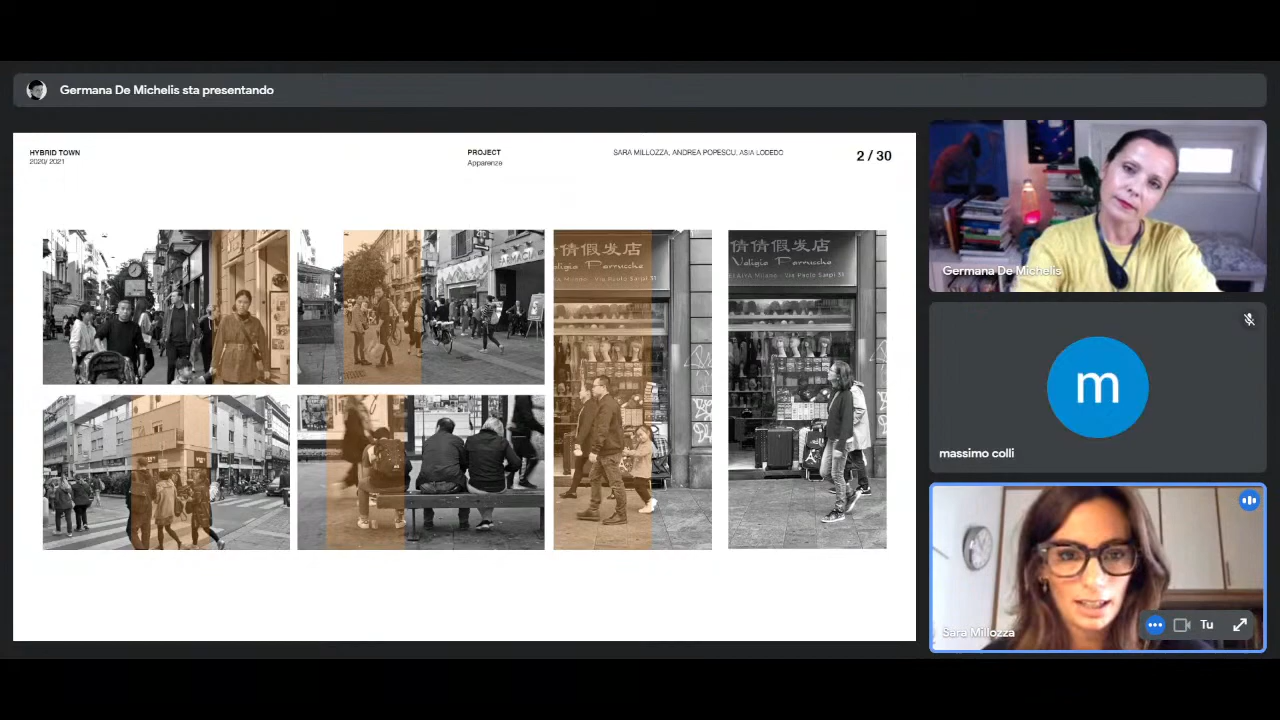 Germana De Michelis sta presentando
HYBRID TOWN
2020/ 2021
PROJECT
Apparenze
SARA MILLOZZA, ANDREA POPESCU, ASIA LODEDO
2 / 30
FARMACIA
倩假发店
Valigie Parrucche
Milano - Via Paolo Sarpi 31
倩假发店
Valigie Parrucche
Milano - Via Paolo Sarpi 31
Germana De Michelis
m
massimo colli
Sara Millozza
Tu